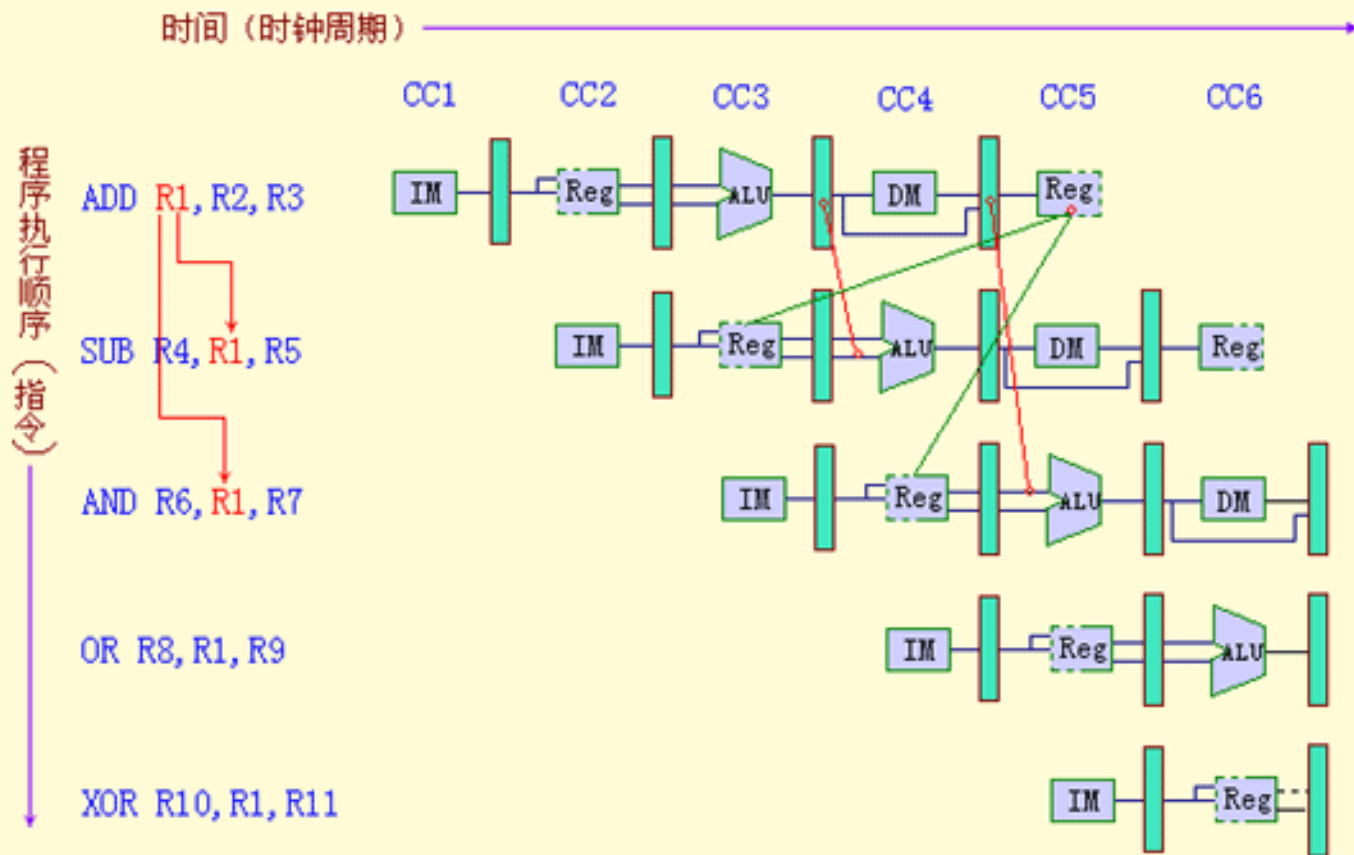 时间（时钟周期）
CC1 CC2 CC3 CC4 CC5 CC6
程序执行顺序（指令）
ADD R1,R2,R3 IM Reg ALU DM Reg
SUB R4,R1,R5 IM Reg ALU DM Reg
AND R6,R1,R7 IM Reg ALU DM
OR R8,R1,R9 IM Reg ALU
XOR R10,R1,R11 IM Reg